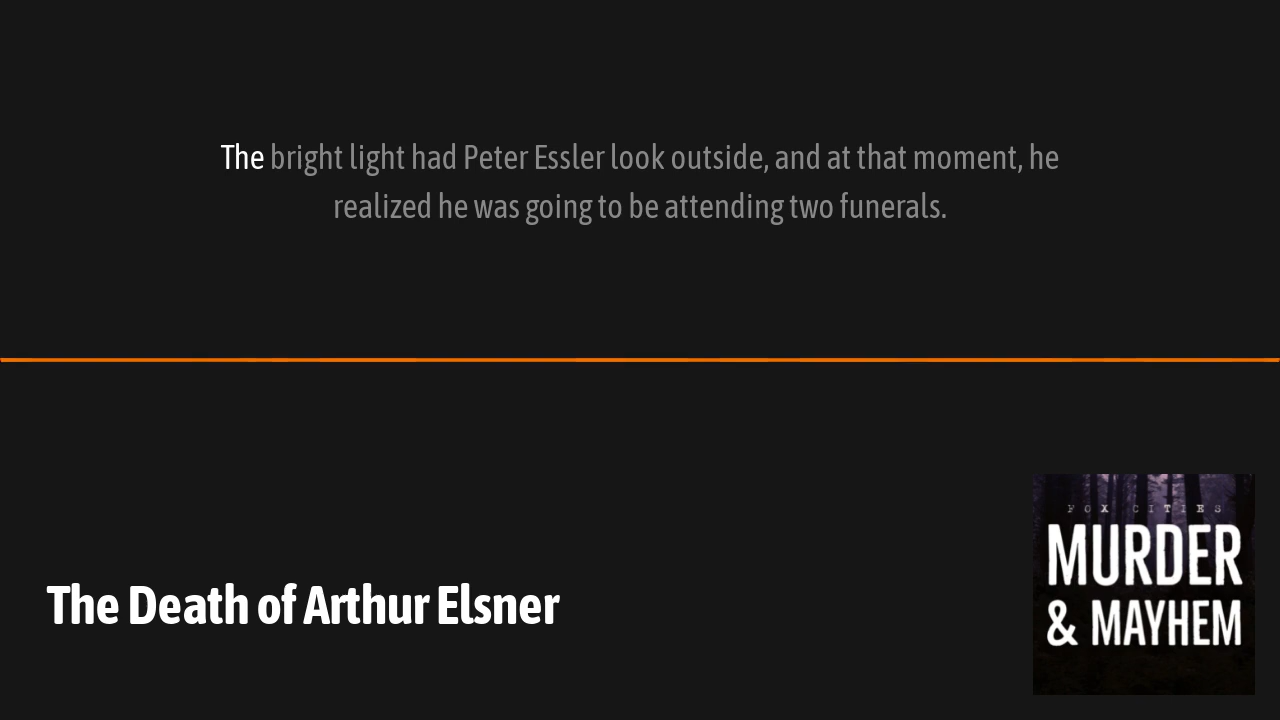 The bright light had Peter Essler look outside, and at that moment, he
realized he was going to be attending two funerals.
FOX CITIES
MURDER
& MAYHEM
The Death of Arthur Elsner